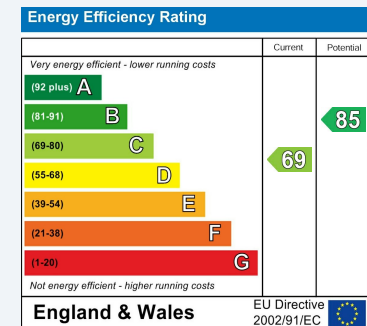 Energy Efficiency Rating
Current Potential
Very energy efficient - lower running costs
(92 plus) A
(81-91) B
85
(69-80) C
69
(55-68) D
(39-54) E
(21-38) F
(1-20) G
Not energy efficient - higher running costs
England & Wales
EU Directive
2002/91/EC